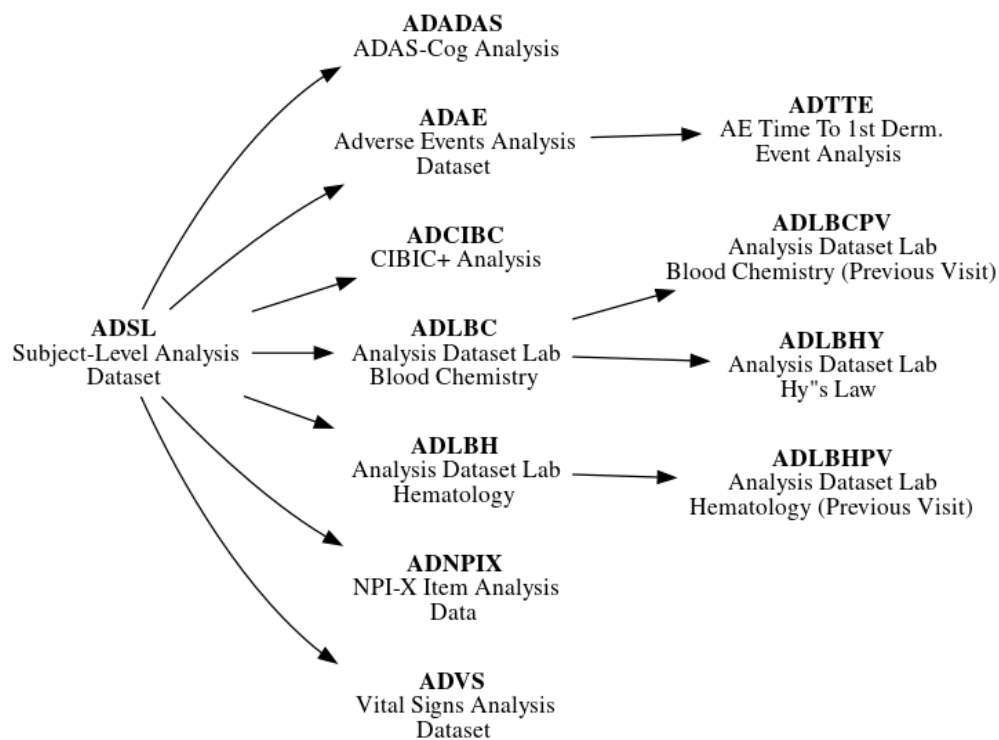 ADADAS
ADAS-Cog Analysis
ADAE
Adverse Events Analysis
Dataset
ADTTE
AE Time To 1st Derm.
Event Analysis
ADCIBC
CIBIC+ Analysis
ADLBCPV
Analysis Dataset Lab
Blood Chemistry (Previous Visit)
ADSL
Subject-Level Analysis
Dataset
ADLBC
Analysis Dataset Lab
Blood Chemistry
ADLBHY
Analysis Dataset Lab
Hy"s Law
ADLBH
Analysis Dataset Lab
Hematology
ADLBHPV
Analysis Dataset Lab
Hematology (Previous Visit)
ADNPIX
NPI-X Item Analysis
Data
ADVS
Vital Signs Analysis
Dataset